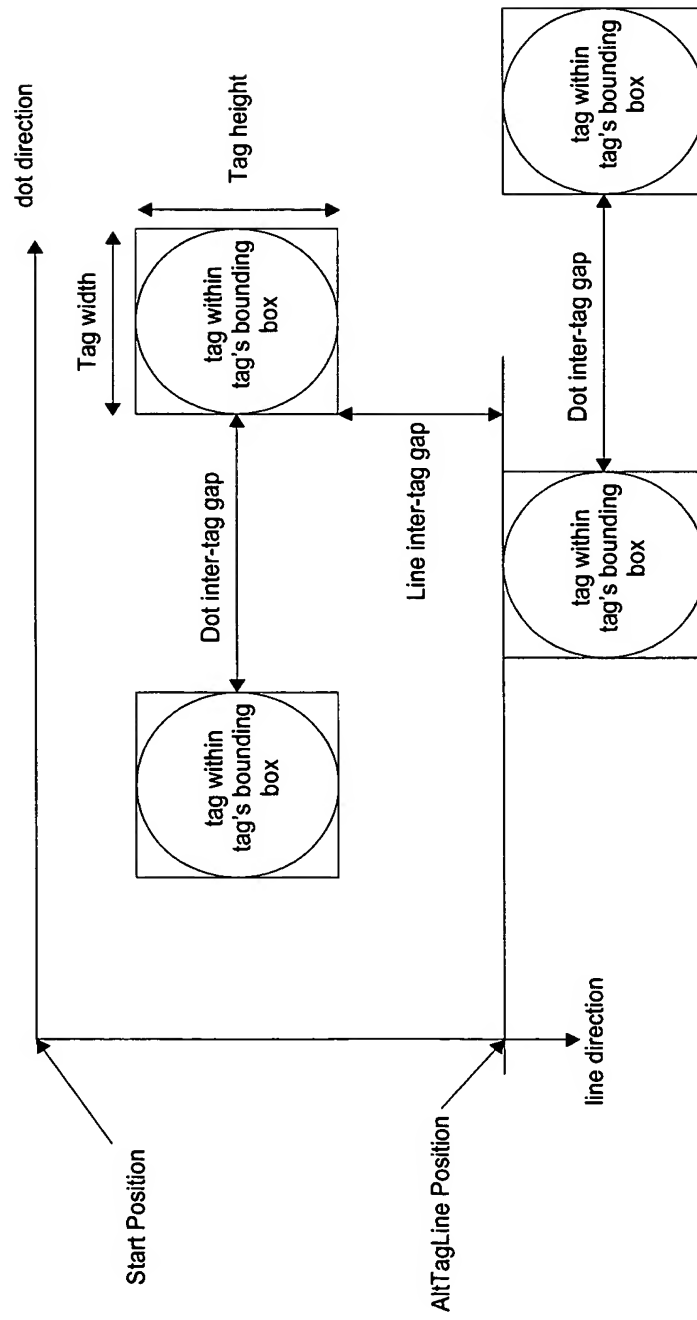 dot direction
Start Position
Tag width
Tag height
tag within
tag's bounding
box
Dot inter-tag gap
tag within
tag's bounding
box
Line inter-tag gap
AltTagLine Position
line direction
tag within
tag's bounding
box
Dot inter-tag gap
tag within
tag's bounding
box